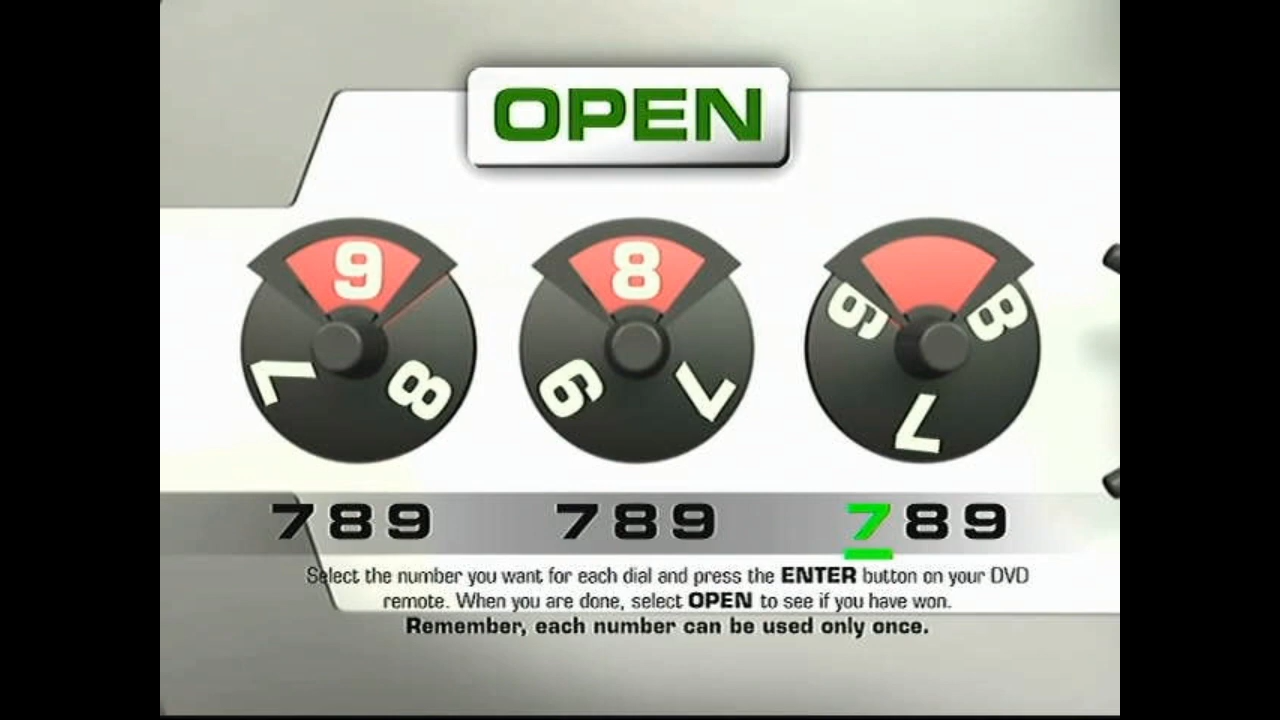 OPEN
9 8
7 8 9 7 9 8
7
789 789 789
Select the number you want for each dial and press the ENTER button on your DVD
remote. When you are done, select OPEN to see if you have won.
Remember, each number can be used only once.